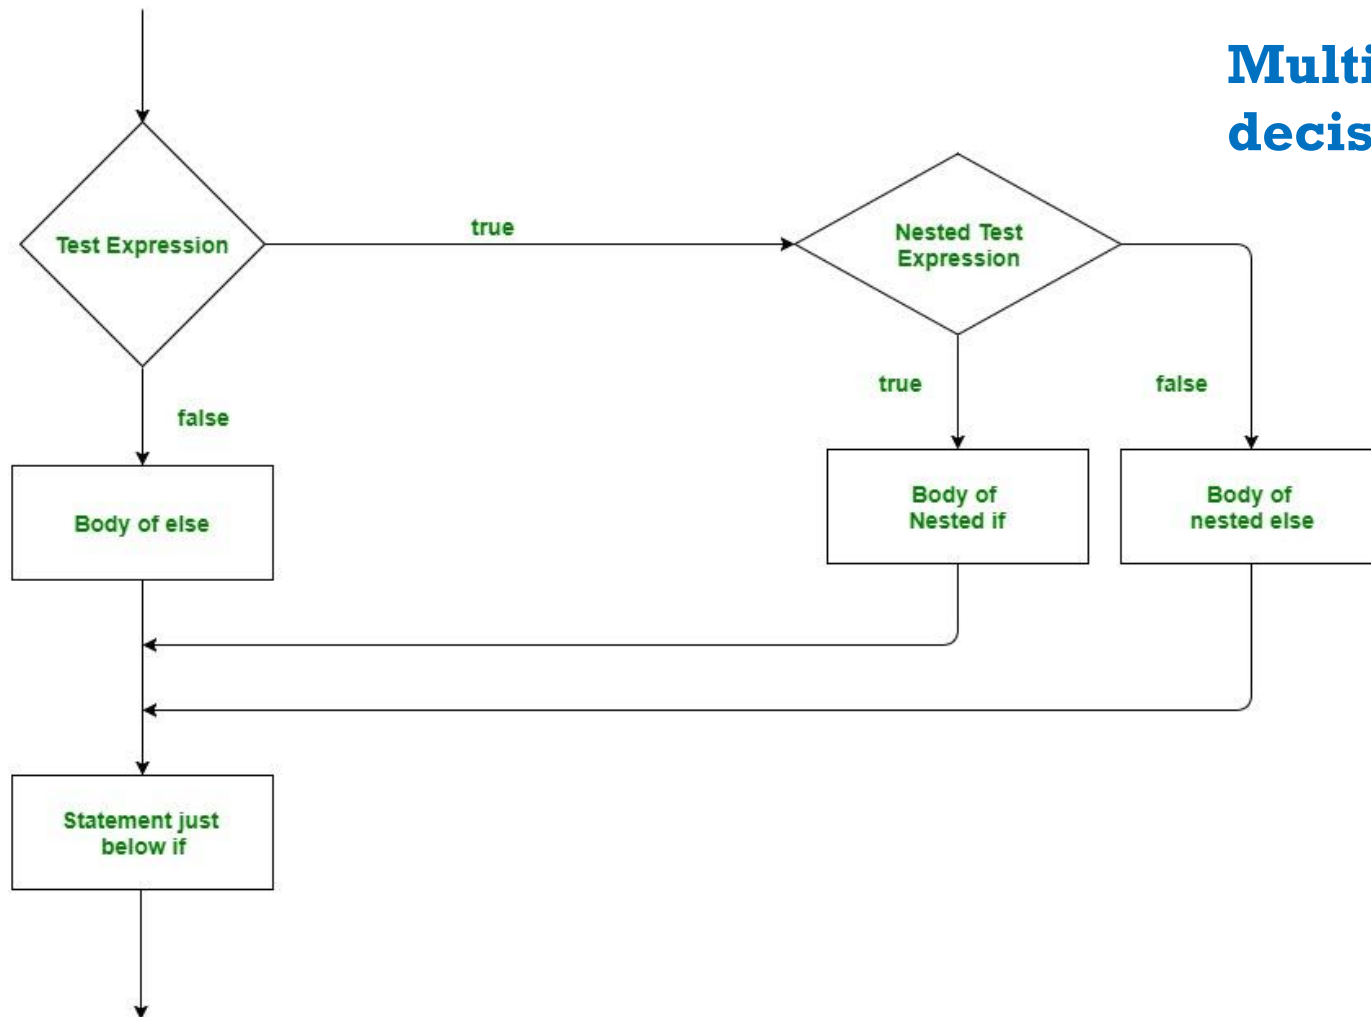 Multi
decis
Test Expression
true
Nested Test
Expression
true
false
false
Body of else
Body of
Nested if
Body of
nested else
Statement just
below if